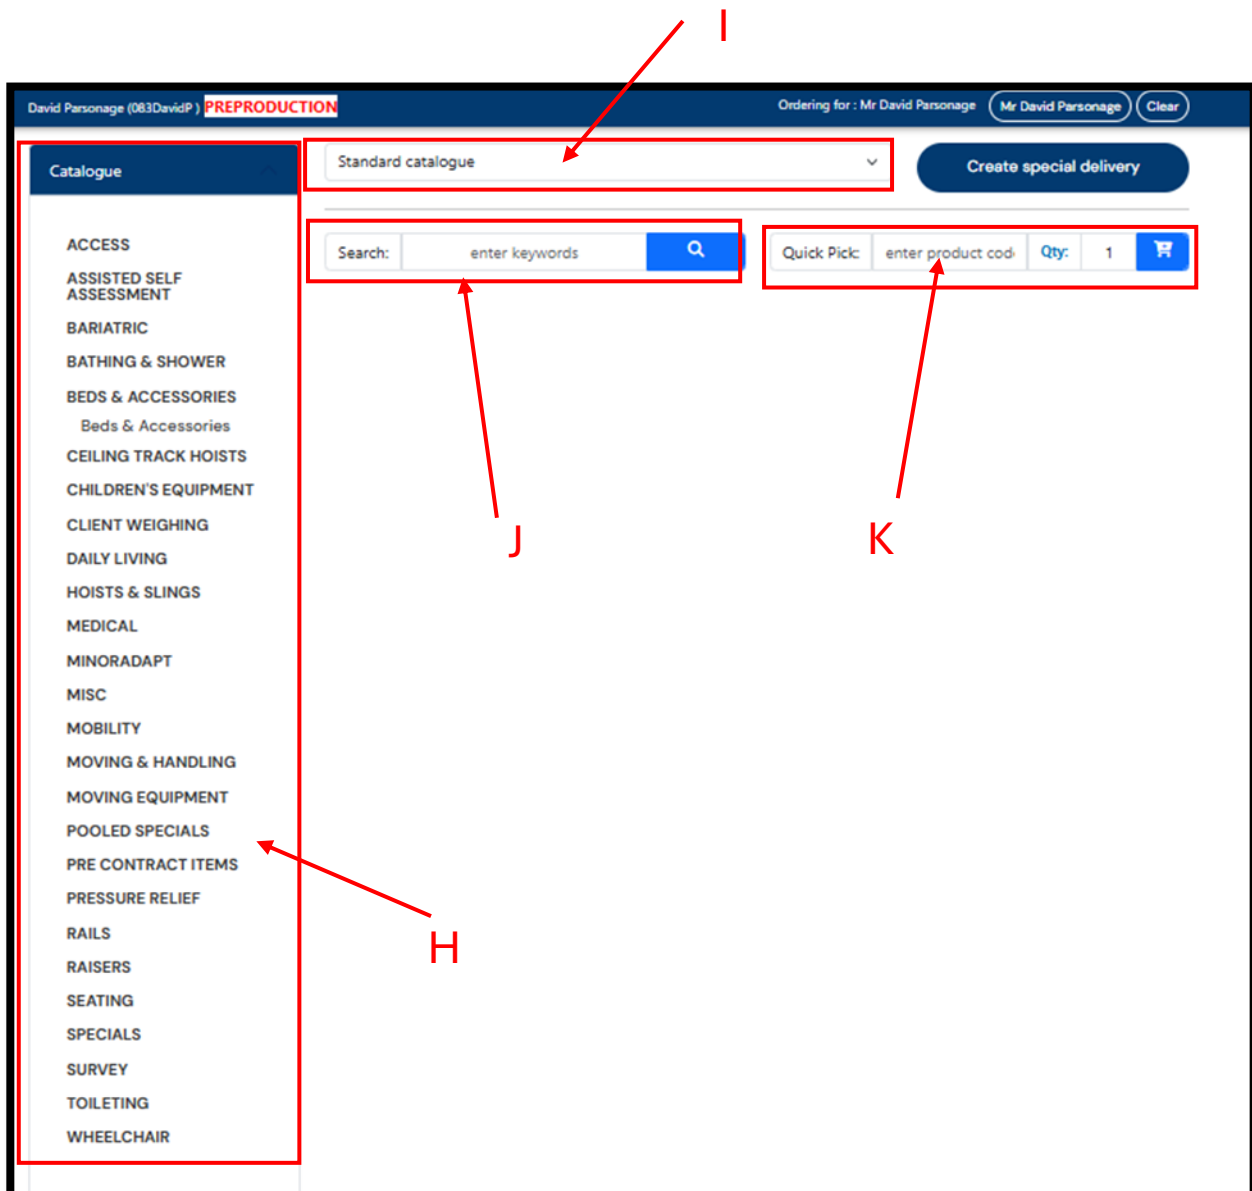 I
David Parsonage (083DavidP ) PREPRODUCTION
Ordering for : Mr David Parsonage Mr David Parsonage Clear
Catalogue
Standard catalogue
Create special delivery
Search: enter keywords
Quick Pick: enter product cod Qty: 1
ACCESS
ASSISTED SELF
ASSESSMENT
BARIATRIC
BATHING & SHOWER
BEDS & ACCESSORIES
Beds & Accessories
CEILING TRACK HOISTS
CHILDREN'S EQUIPMENT
CLIENT WEIGHING
DAILY LIVING
HOISTS & SLINGS
MEDICAL
MINORADAPT
MISC
MOBILITY
MOVING & HANDLING
MOVING EQUIPMENT
POOLED SPECIALS
PRE CONTRACT ITEMS
PRESSURE RELIEF
RAILS
RAISERS
SEATING
SPECIALS
SURVEY
TOILETING
WHEELCHAIR
J
K
H